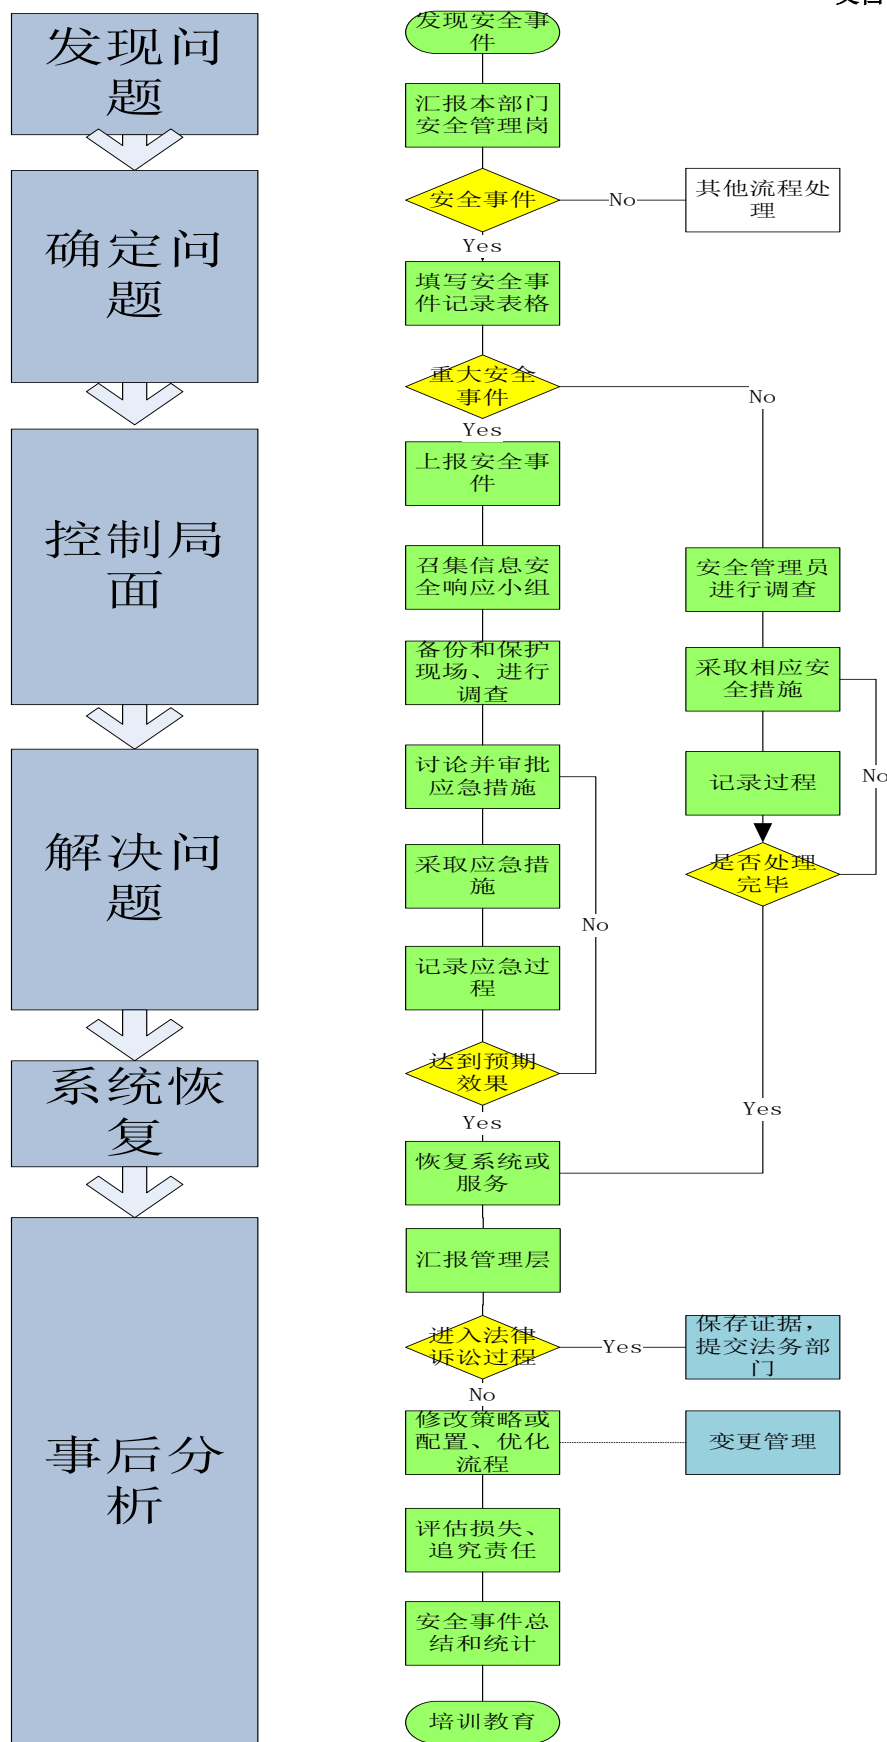 发现问
题
确定问
题
控制局
面
解决问
题
系统恢
复
事后分
析
发现安全事
件
汇报本部门
安全管理岗
安全事件
No
其他流程处
理
Yes
填写安全事
件记录表格
重大安全
事件
No
Yes
上报安全事
件
召集信息安
全响应小组
安全管理员
进行调查
备份和保护
现场、进行
调查
采取相应安
全措施
讨论并审批
应急措施
记录过程
No
采取应急措
施
是否处理
完毕
No
记录应急过
程
达到预期
效果
Yes
Yes
恢复系统或
服务
汇报管理层
进入法律
诉讼过程
Yes
保存证据，
提交法务部
门
No
修改策略或
配置、优化
流程
变更管理
评估损失、
追究责任
安全事件总
结和统计
培训教育